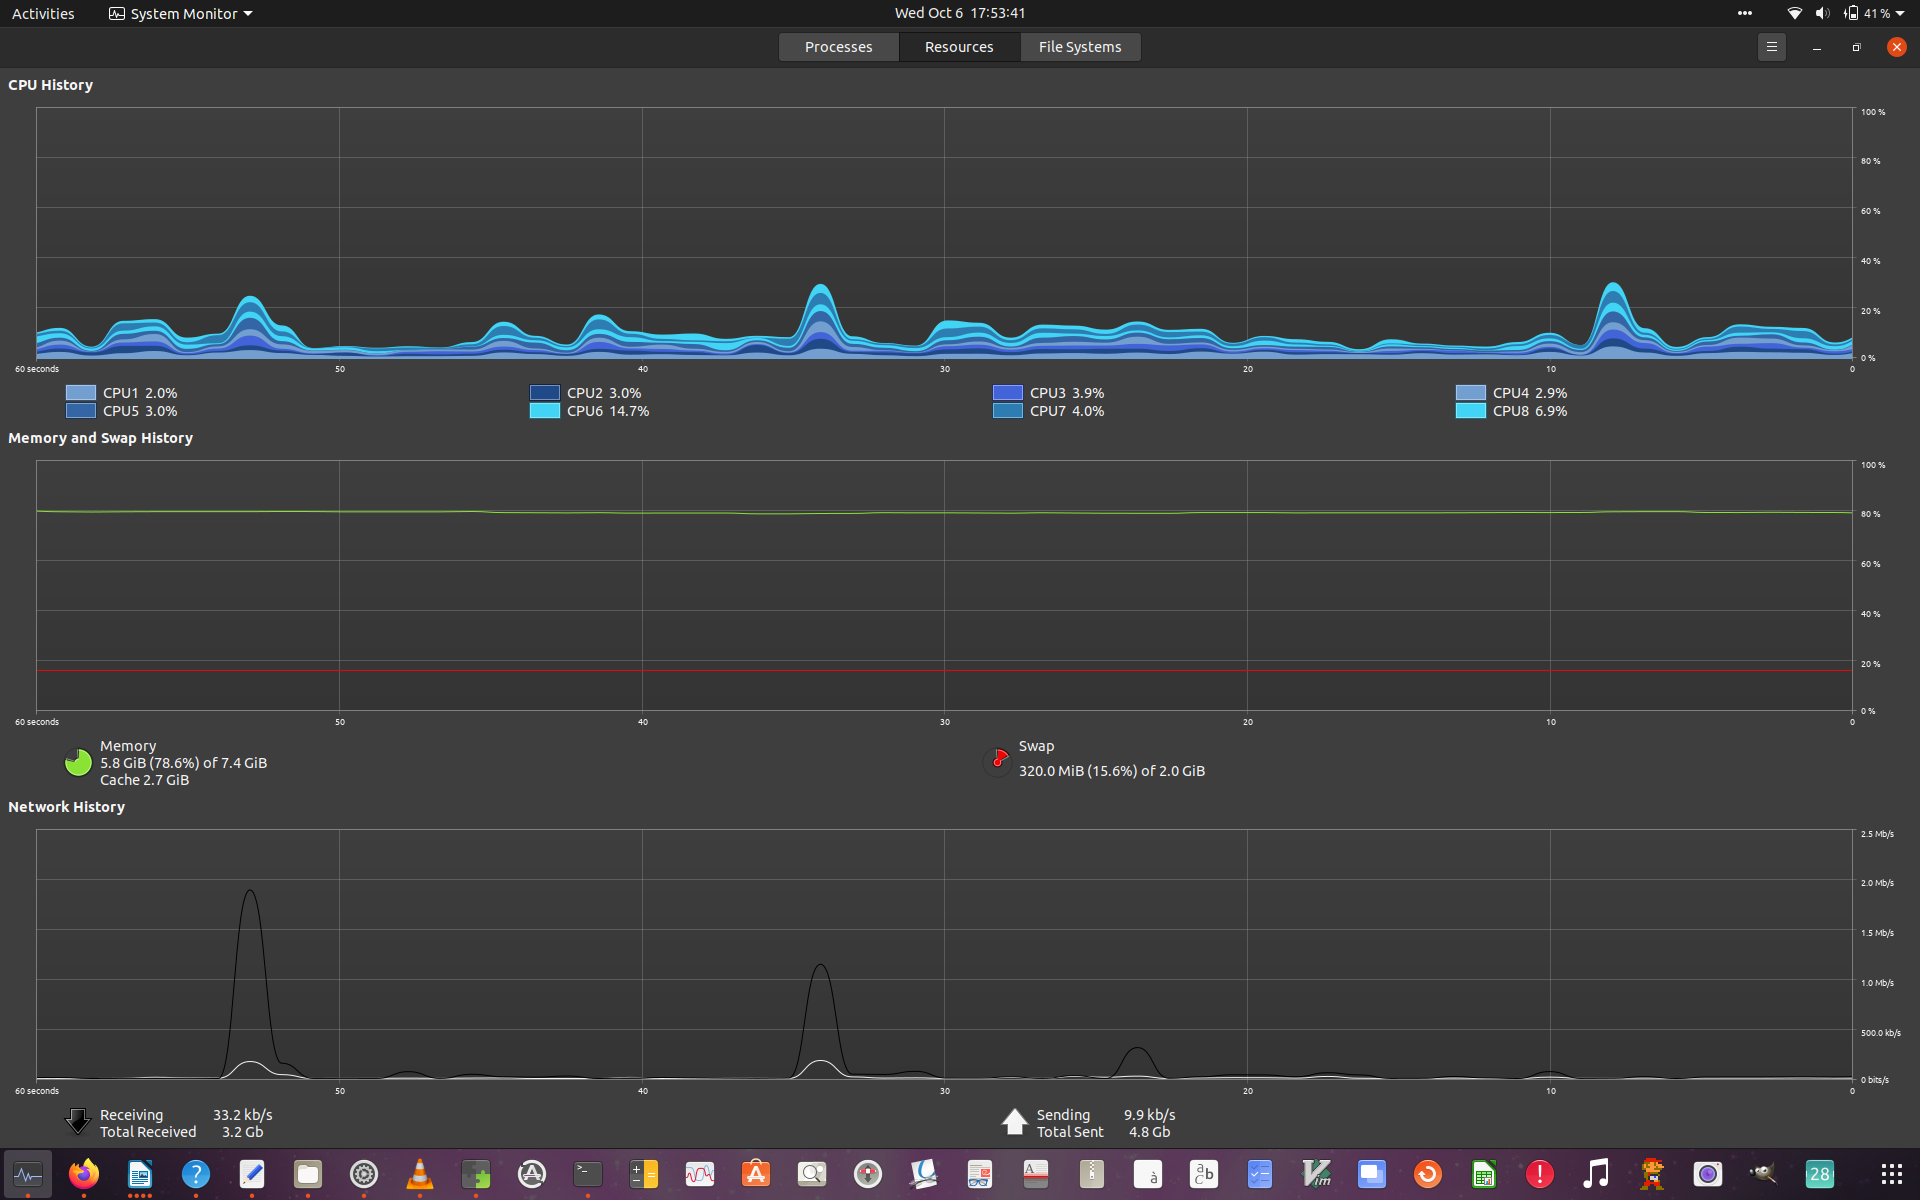 Activities System Monitor Wed Oct 6 17:53:41 41 %
Processes Resources File Systems
CPU History
100 %
80 %
60 %
40 %
20 %
0 %
60 seconds 50 40 30 20 10 0
CPU1 2.0% CPU2 3.0% CPU3 3.9% CPU4 2.9%
CPU5 3.0% CPU6 14.7% CPU7 4.0% CPU8 6.9%
Memory and Swap History
100 %
80 %
60 %
40 %
20 %
0 %
60 seconds 50 40 30 20 10 0
Memory
5.8 GiB (78.6%) of 7.4 GiB
Cache 2.7 GiB
Swap
320.0 MiB (15.6%) of 2.0 GiB
Network History
2.5 Mb/s
2.0 Mb/s
1.5 Mb/s
1.0 Mb/s
500.0 kb/s
0 bits/s
60 seconds 50 40 30 20 10 0
Receiving 33.2 kb/s Sending 9.9 kb/s
Total Received 3.2 Gb Total Sent 4.8 Gb
? >_ A à a b c Vim ! 28